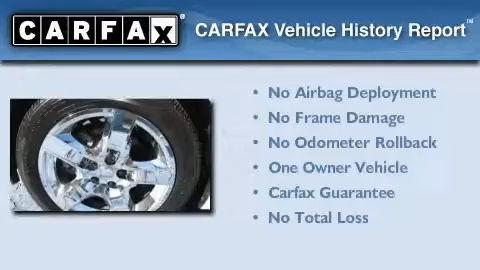 CARFAX® CARFAX Vehicle History Report™
• No Airbag Deployment
• No Frame Damage
• No Odometer Rollback
• One Owner Vehicle
• Carfax Guarantee
• No Total Loss